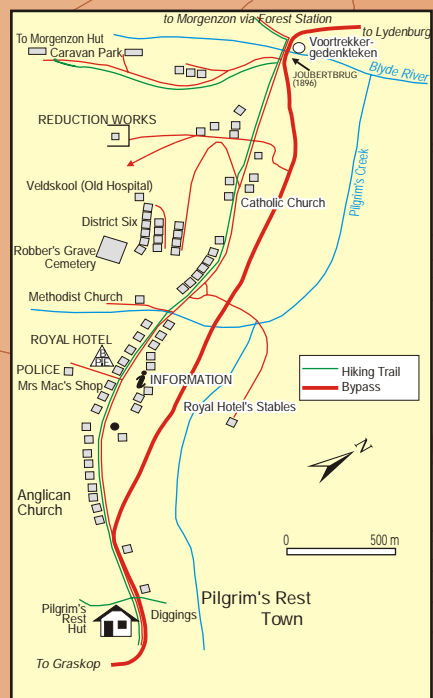 to Morgenzon via Forest Station
to Lydenburg
To Morgenzon Hut
Caravan Park
Voortrekker-
gedenkteken
JOUBERTBRUG
(1896)
Blyde River
REDUCTION WORKS
Pilgrim's Creek
Veldskool (Old Hospital)
Catholic Church
District Six
Robber's Grave
Cemetery
Methodist Church
ROYAL HOTEL
POLICE
i INFORMATION
Mrs Mac's Shop
Hiking Trail
Bypass
Royal Hotel's Stables
N
Anglican
Church
0 500 m
Pilgrim's
Rest
Hut
Diggings
Pilgrim's Rest
Town
To Graskop